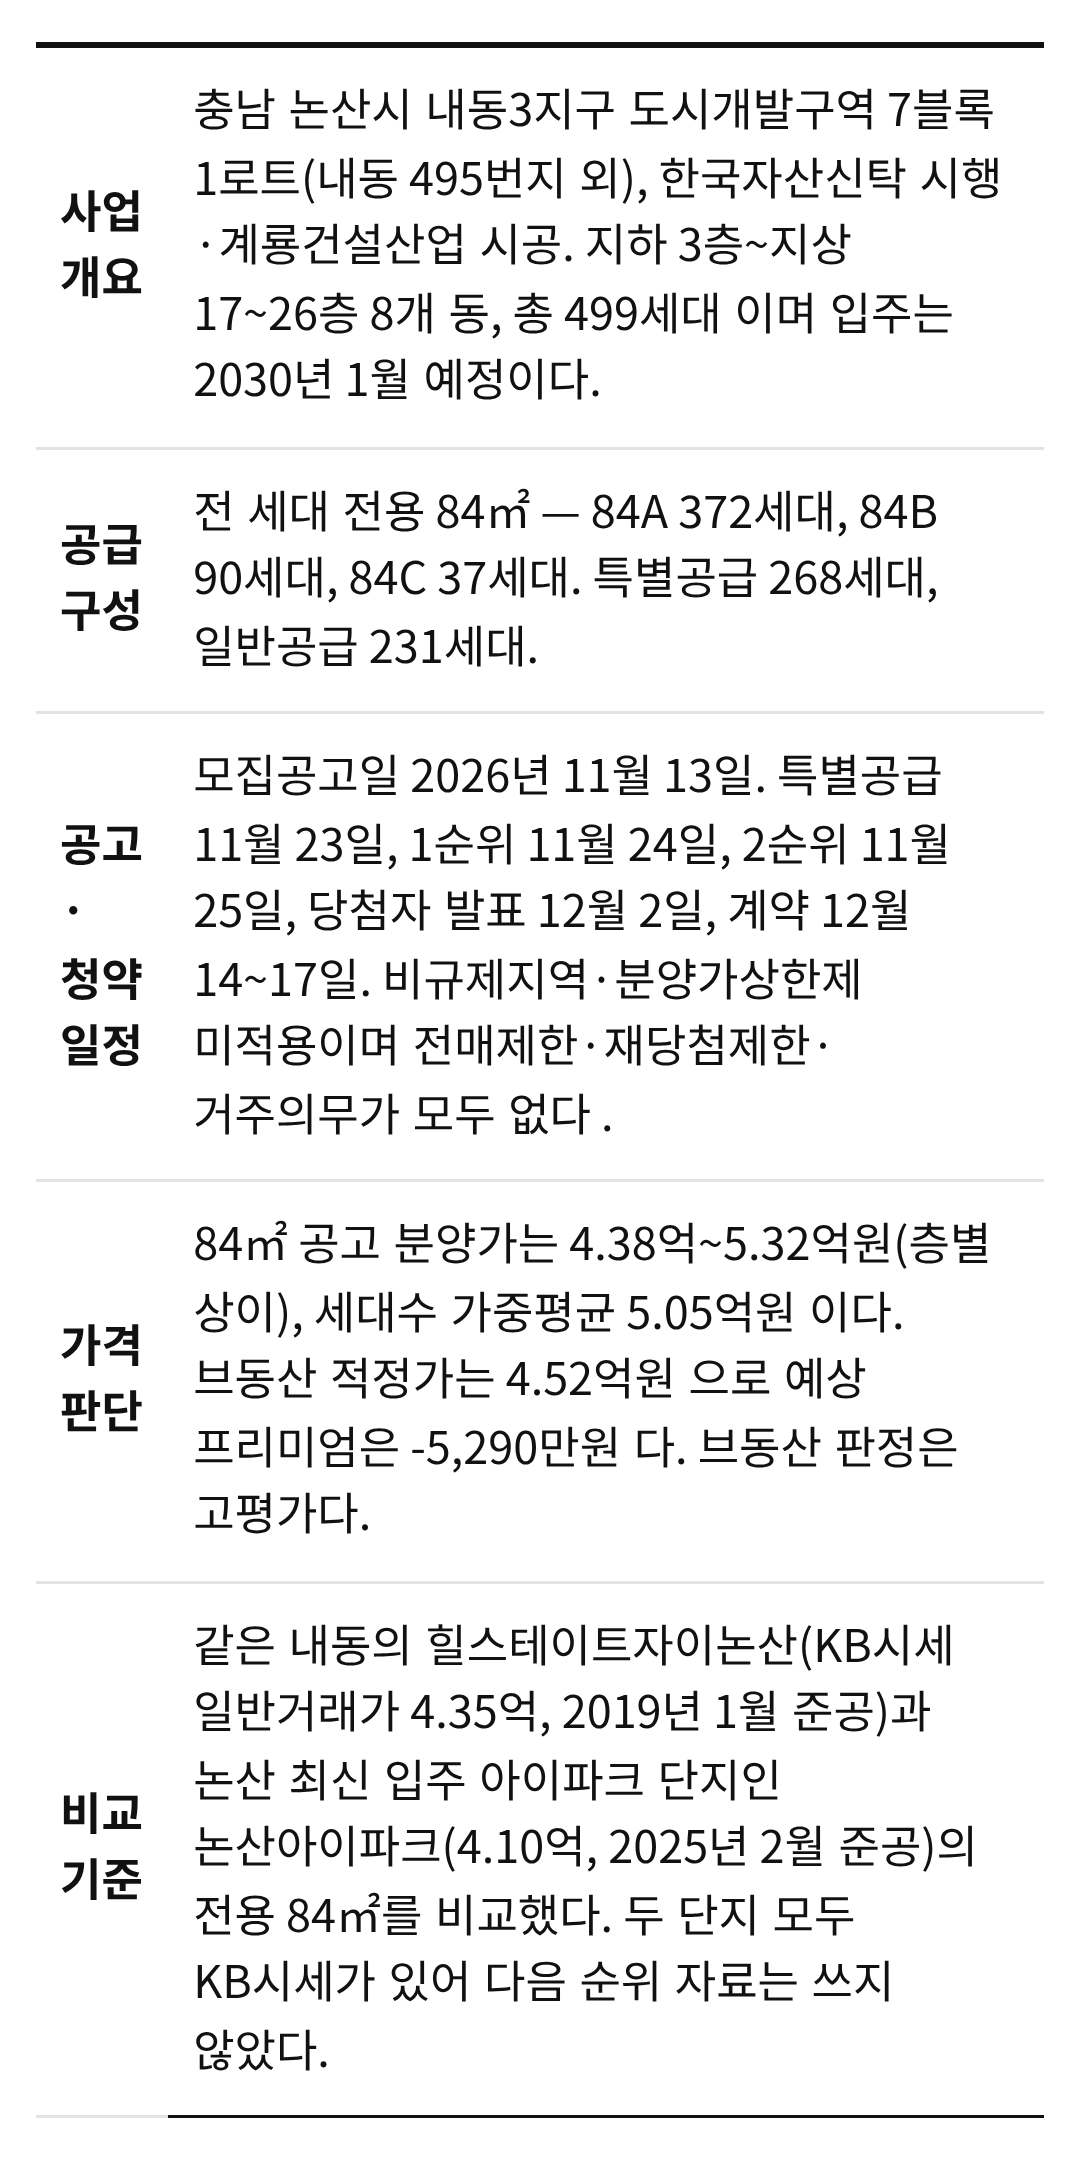 사업
개요
충남 논산시 내동3지구 도시개발구역 7블록
1로트(내동 495번지 외), 한국자산신탁 시행
·계룡건설산업 시공. 지하 3층~지상
17~26층 8개 동, 총 499세대 이며 입주는
2030년 1월 예정이다.
공급
구성
전 세대 전용 84㎡ — 84A 372세대, 84B
90세대, 84C 37세대. 특별공급 268세대,
일반공급 231세대.
공고
·
청약
일정
모집공고일 2026년 11월 13일. 특별공급
11월 23일, 1순위 11월 24일, 2순위 11월
25일, 당첨자 발표 12월 2일, 계약 12월
14~17일. 비규제지역·분양가상한제
미적용이며 전매제한·재당첨제한·
거주의무가 모두 없다 .
가격
판단
84㎡ 공고 분양가는 4.38억~5.32억원(층별
상이), 세대수 가중평균 5.05억원 이다.
브동산 적정가는 4.52억원 으로 예상
프리미엄은 -5,290만원 다. 브동산 판정은
고평가다.
비교
기준
같은 내동의 힐스테이트자이논산(KB시세
일반거래가 4.35억, 2019년 1월 준공)과
논산 최신 입주 아이파크 단지인
논산아이파크(4.10억, 2025년 2월 준공)의
전용 84㎡를 비교했다. 두 단지 모두
KB시세가 있어 다음 순위 자료는 쓰지
않았다.